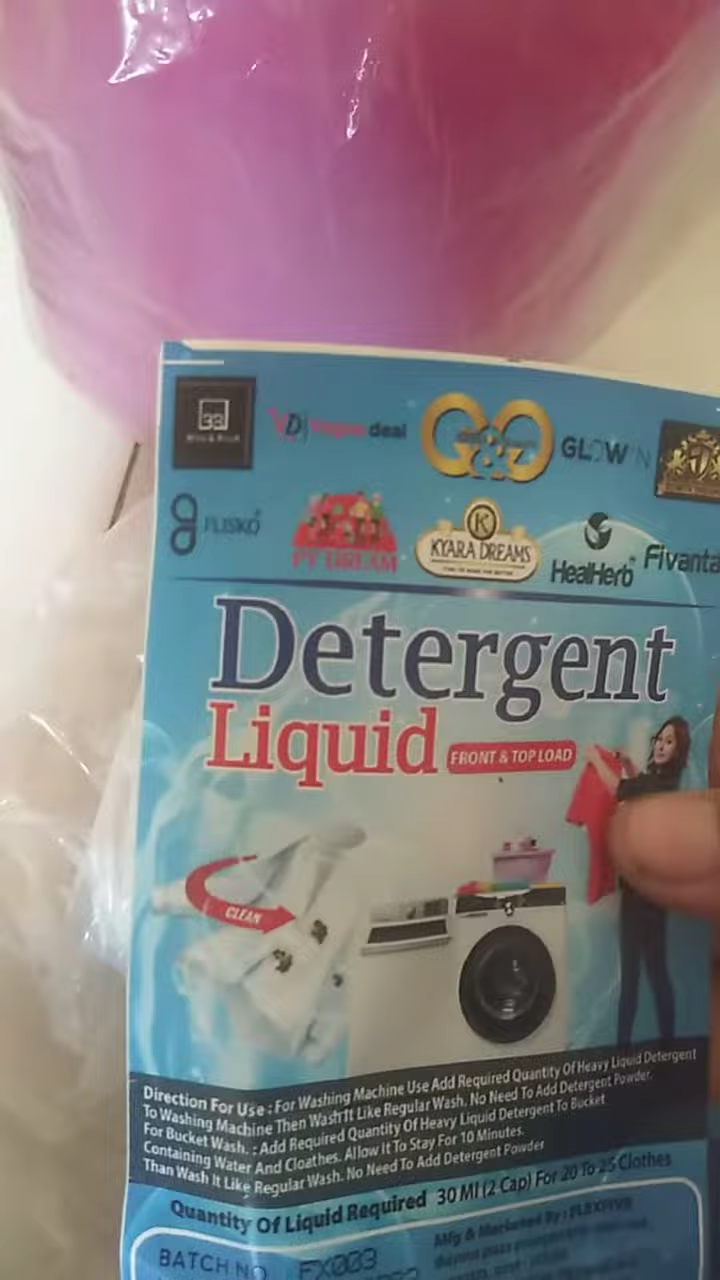 33
VD deal
GLOW
FLISKO
PY DREAM
K
KYARA DREAMS
HealHerb
Fivanta
Detergent
Liquid
FRONT & TOP LOAD
CLEAN
Direction For Use : For Washing Machine Use Add Required Quantity Of Heavy Liquid Detergent
To Washing Machine Then Wash It Like Regular Wash. No Need To Add Detergent Powder.
For Bucket Wash. : Add Required Quantity Of Heavy Liquid Detergent To Bucket
Containing Water And Cloathes. Allow It To Stay For 10 Minutes.
Than Wash It Like Regular Wash. No Need To Add Detergent Powder
Quantity Of Liquid Required 30 Ml (2 Cap) For 20 To 25 Clothes
BATCH NO FX003
Mfg & Marketed By :